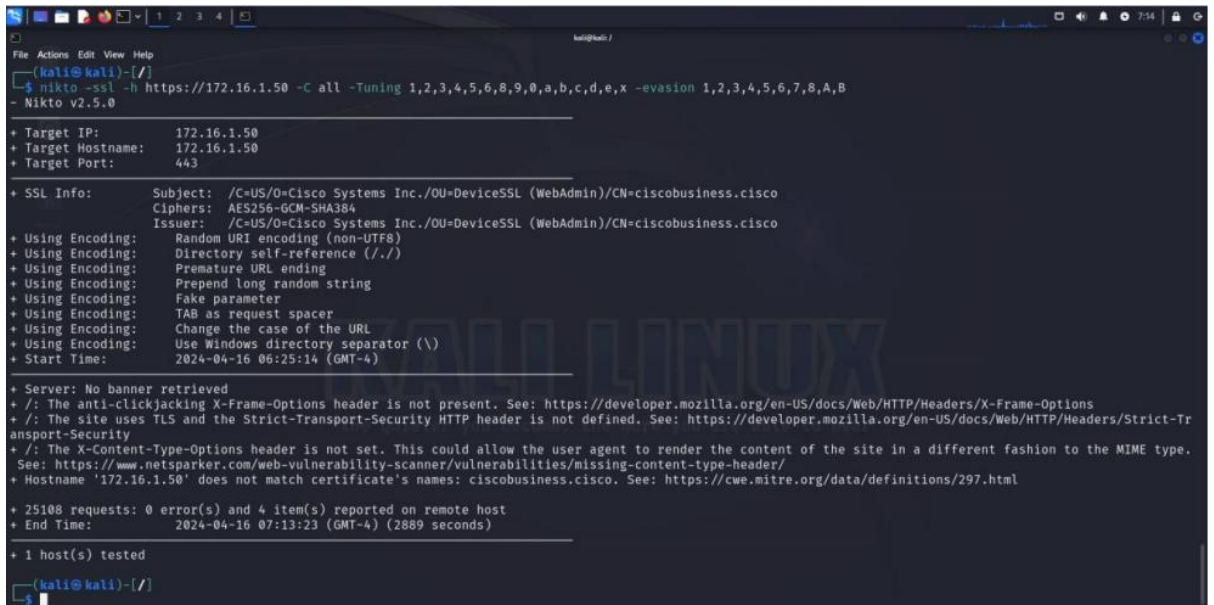 1 2 3 4
7:14
kali@kali: /
File Actions Edit View Help
(kali㉿kali)-[/]
$ nikto -ssl -h https://172.16.1.50 -C all -Tuning 1,2,3,4,5,6,8,9,0,a,b,c,d,e,x -evasion 1,2,3,4,5,6,7,8,A,B
- Nikto v2.5.0
+ Target IP: 172.16.1.50
+ Target Hostname: 172.16.1.50
+ Target Port: 443
+ SSL Info: Subject: /C=US/O=Cisco Systems Inc./OU=DeviceSSL (WebAdmin)/CN=ciscobusiness.cisco
Ciphers: AES256-GCM-SHA384
Issuer: /C=US/O=Cisco Systems Inc./OU=DeviceSSL (WebAdmin)/CN=ciscobusiness.cisco
+ Using Encoding: Random URI encoding (non-UTF8)
+ Using Encoding: Directory self-reference (/./)
+ Using Encoding: Premature URL ending
+ Using Encoding: Prepend long random string
+ Using Encoding: Fake parameter
+ Using Encoding: TAB as request spacer
+ Using Encoding: Change the case of the URL
+ Using Encoding: Use Windows directory separator (\)
+ Start Time: 2024-04-16 06:25:14 (GMT-4)
KALI LINUX
+ Server: No banner retrieved
+ /: The anti-clickjacking X-Frame-Options header is not present. See: https://developer.mozilla.org/en-US/docs/Web/HTTP/Headers/X-Frame-Options
+ /: The site uses TLS and the Strict-Transport-Security HTTP header is not defined. See: https://developer.mozilla.org/en-US/docs/Web/HTTP/Headers/Strict-Tr
ansport-Security
+ /: The X-Content-Type-Options header is not set. This could allow the user agent to render the content of the site in a different fashion to the MIME type.
See: https://www.netsparker.com/web-vulnerability-scanner/vulnerabilities/missing-content-type-header/
+ Hostname '172.16.1.50' does not match certificate's names: ciscobusiness.cisco. See: https://cwe.mitre.org/data/definitions/297.html
+ 25108 requests: 0 error(s) and 4 item(s) reported on remote host
+ End Time: 2024-04-16 07:13:23 (GMT-4) (2889 seconds)
+ 1 host(s) tested
(kali㉿kali)-[/]
$